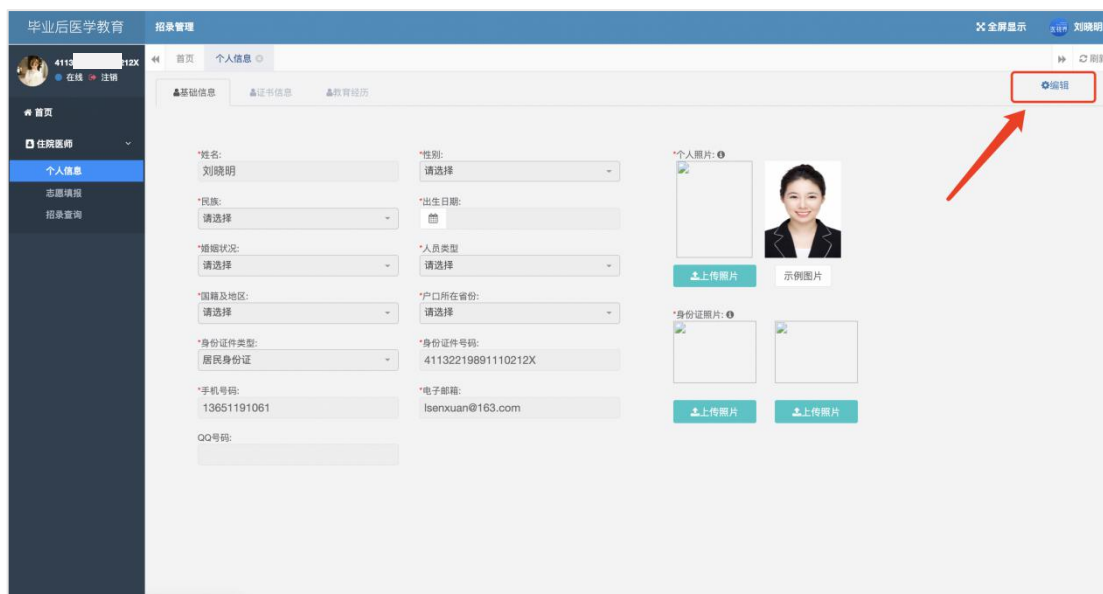 毕业后医学教育 招录管理 全屏显示 刘晓明
4113 212X 首页 个人信息 刷
在线 注销
基础信息 证书信息 教育经历 编辑
首页
住院医师
个人信息
志愿填报
招录查询
*姓名: *性别: *个人照片:
刘晓明 请选择
*民族: *出生日期:
请选择
*婚姻状况: *人员类型
请选择 请选择
上传照片 示例图片
*国籍及地区: *户口所在省份:
请选择 请选择
*身份证照片:
*身份证件类型: *身份证件号码:
居民身份证 41132219891110212X
*手机号码: *电子邮箱:
13651191061 lsenxuan@163.com
上传照片 上传照片
QQ号码: